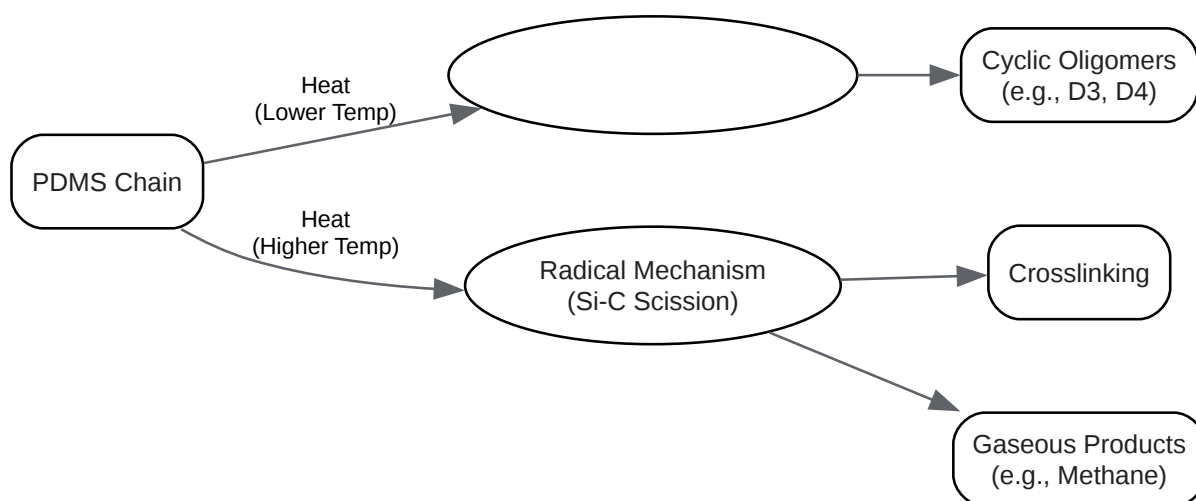 Heat
(Lower Temp)
Cyclic Oligomers
(e.g., D3, D4)
PDMS Chain
Heat
(Higher Temp)
Radical Mechanism
(Si-C Scission)
Crosslinking
Gaseous Products
(e.g., Methane)